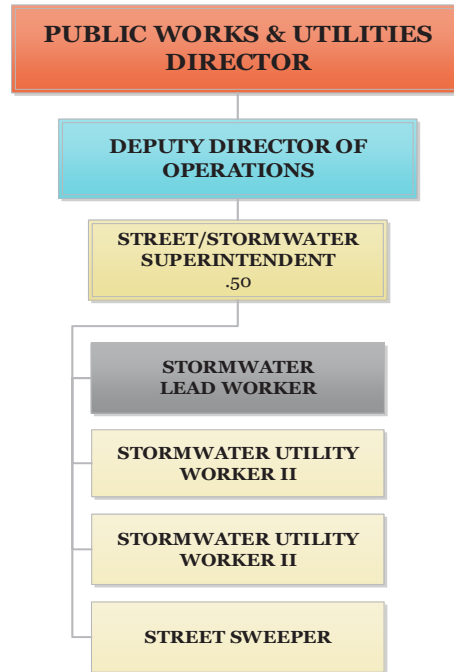 PUBLIC WORKS & UTILITIES
DIRECTOR
DEPUTY DIRECTOR OF
OPERATIONS
STREET/STORMWATER
SUPERINTENDENT
.50
STORMWATER
LEAD WORKER
STORMWATER UTILITY
WORKER II
STORMWATER UTILITY
WORKER II
STREET SWEEPER